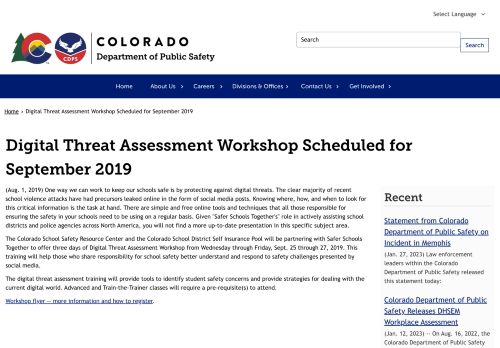 Select Language
COLORADO
Department of Public Safety
CDPS
Search
Search
Home
About Us
Careers
Divisions & Offices
Contact Us
Get Involved
Home › Digital Threat Assessment Workshop Scheduled for September 2019
Digital Threat Assessment Workshop Scheduled for
September 2019
(Aug. 1, 2019) One way we can work to keep our schools safe is by protecting against digital threats. The clear majority of recent
school violence attacks have had precursors leaked online in the form of social media posts. Knowing where, how, and when to look for
this critical information is the task at hand. There are simple and free online tools and techniques that all those responsible for
ensuring the safety in your schools need to be using on a regular basis. Given 'Safer Schools Together's' role in actively assisting school
districts and police agencies across North America, you will not find a more up-to-date presentation in this specific subject area.
The Colorado School Safety Resource Center and the Colorado School District Self Insurance Pool will be partnering with Safer Schools
Together to offer three days of Digital Threat Assessment Workshop from Wednesday through Friday, Sept. 25 through 27, 2019. This
training will help those who share responsibility for school safety better understand and respond to safety challenges presented by
social media.
The digital threat assessment training will provide tools to identify student safety concerns and provide strategies for dealing with the
current digital world. Advanced and Train-the-Trainer classes will require a pre-requisite(s) to attend.
Workshop flyer -- more information and how to register.
Recent
Statement from Colorado
Department of Public Safety on
Incident in Memphis
(Jan. 27, 2023) Law enforcement
leaders within the Colorado
Department of Public Safety released
this statement today:
Colorado Department of Public
Safety Releases DHSEM
Workplace Assessment
(Jan. 12, 2023) -- On Aug. 16, 2022, the
Colorado Department of Public Safety